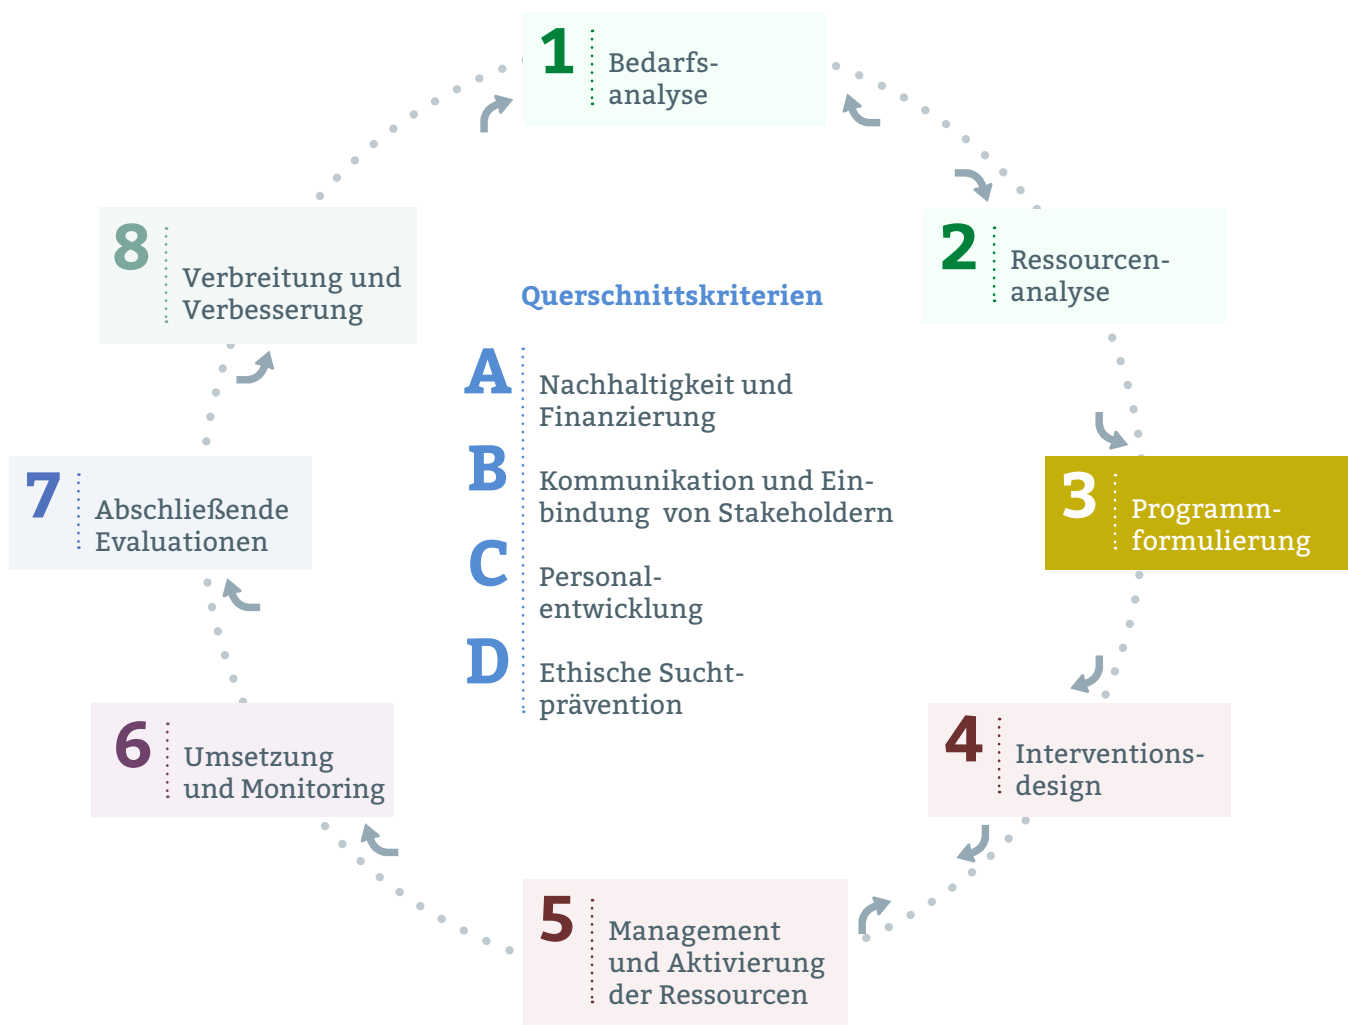 1
Bedarfs-
analyse
2
Ressourcen-
analyse
3
Programm-
formulierung
4
Interventions-
design
5
Management
und Aktivierung
der Ressourcen
6
Umsetzung
und Monitoring
7
Abschließende
Evaluationen
8
Verbreitung und
Verbesserung
Querschnittskriterien
A
Nachhaltigkeit und
Finanzierung
B
Kommunikation und Ein-
bindung von Stakeholdern
C
Personal-
entwicklung
D
Ethische Sucht-
prävention